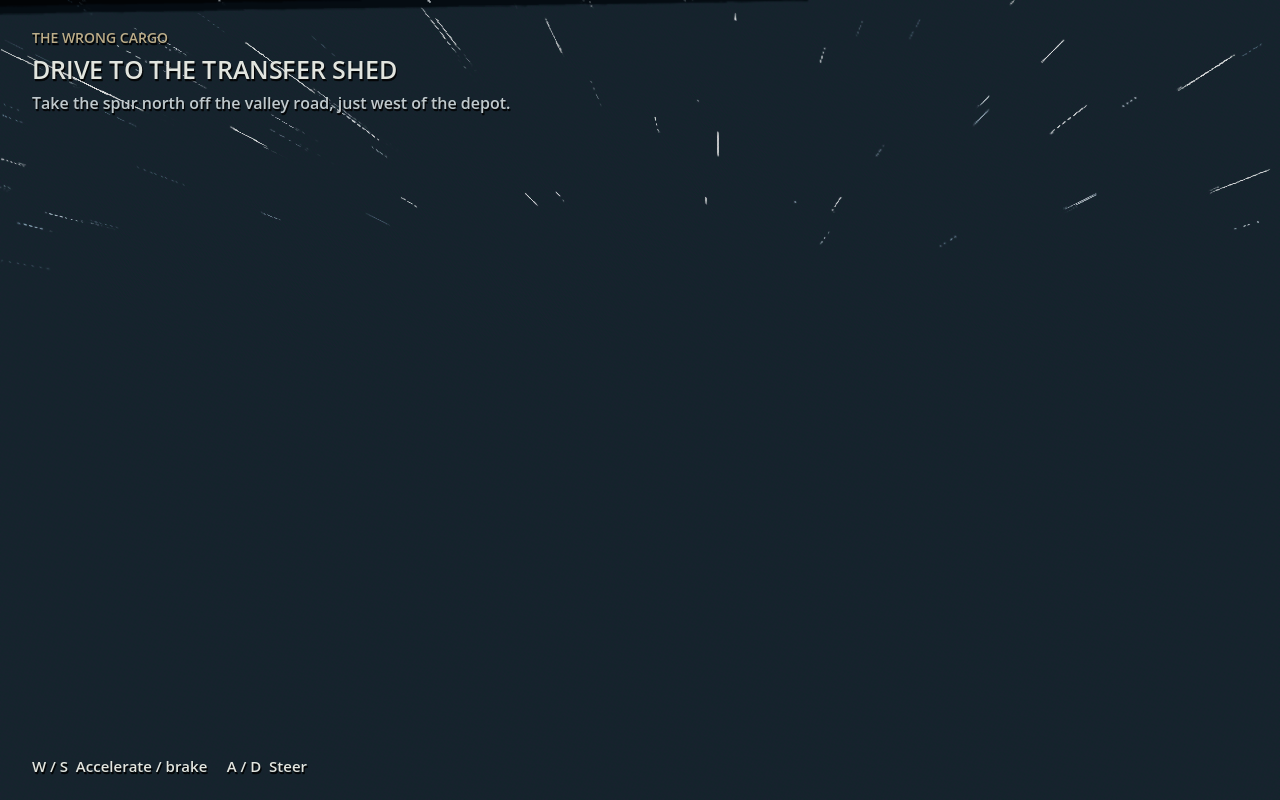 THE WRONG CARGO
DRIVE TO THE TRANSFER SHED
Take the spur north off the valley road, just west of the depot.
W / S  Accelerate / brake  A / D  Steer